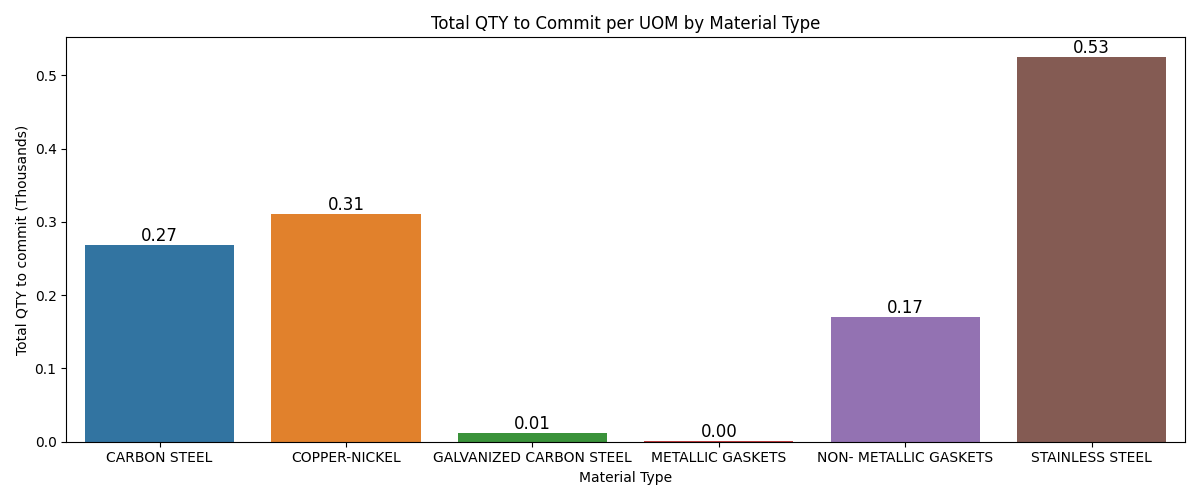 Total QTY to Commit per UOM by Material Type
Total QTY to commit (Thousands)
0.5
0.4
0.3
0.2
0.1
0.0
0.27
0.31
0.01
0.00
0.17
0.53
CARBON STEEL
COPPER-NICKEL
GALVANIZED CARBON STEEL
METALLIC GASKETS
NON- METALLIC GASKETS
STAINLESS STEEL
Material Type